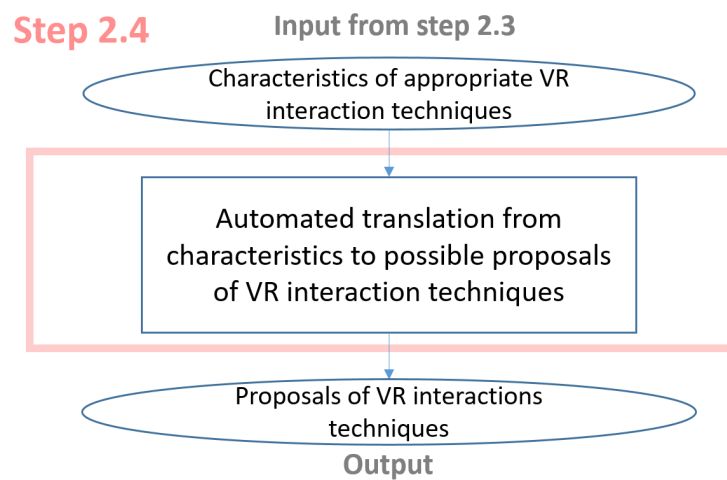 Step 2.4
Input from step 2.3
Characteristics of appropriate VR
interaction techniques
Automated translation from
characteristics to possible proposals
of VR interaction techniques
Proposals of VR interactions
techniques
Output